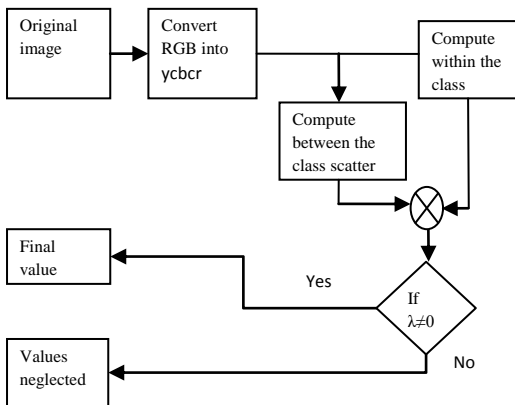 Original
image
Convert
RGB into
ycbcr
Compute
within the
class
Compute
between the
class scatter
Final
value
Yes
If
λ≠0
No
Values
neglected